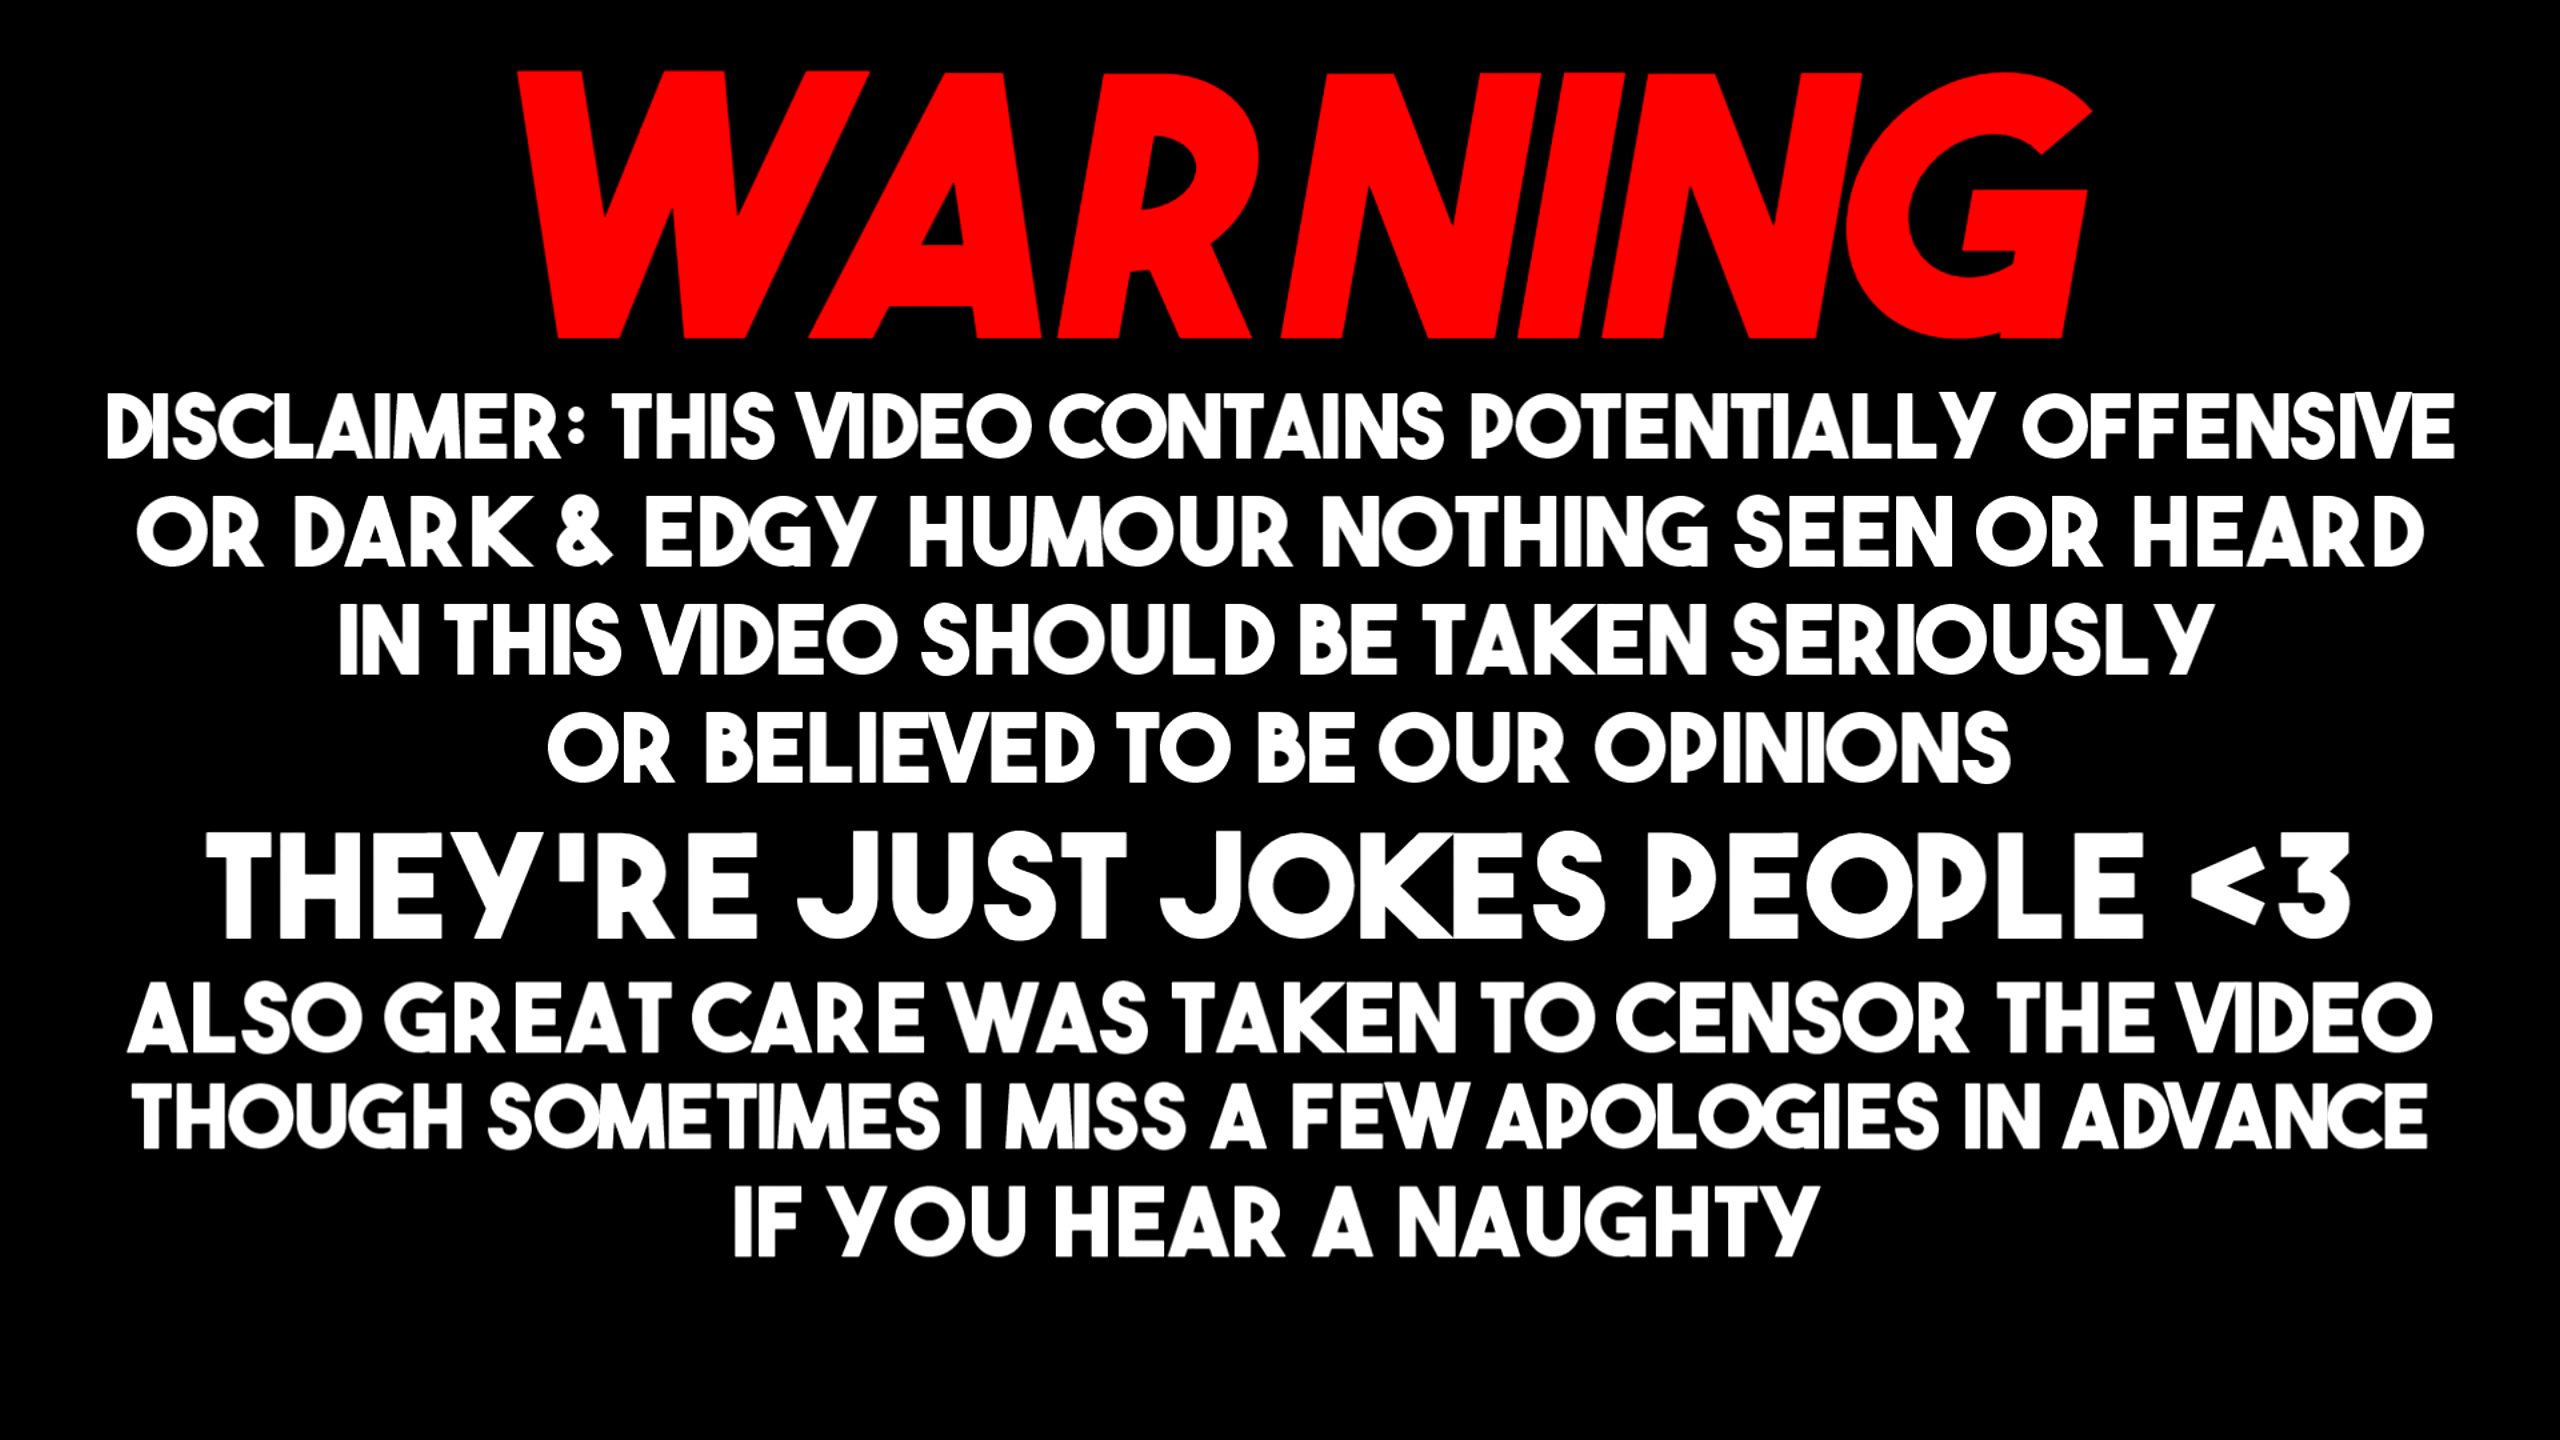 WARNING
DISCLAIMER: THIS VIDEO CONTAINS POTENTIALLY OFFENSIVE
OR DARK & EDGY HUMOUR NOTHING SEEN OR HEARD
IN THIS VIDEO SHOULD BE TAKEN SERIOUSLY
OR BELIEVED TO BE OUR OPINIONS
THEY'RE JUST JOKES PEOPLE <3
ALSO GREAT CARE WAS TAKEN TO CENSOR THE VIDEO
THOUGH SOMETIMES I MISS A FEW APOLOGIES IN ADVANCE
IF YOU HEAR A NAUGHTY